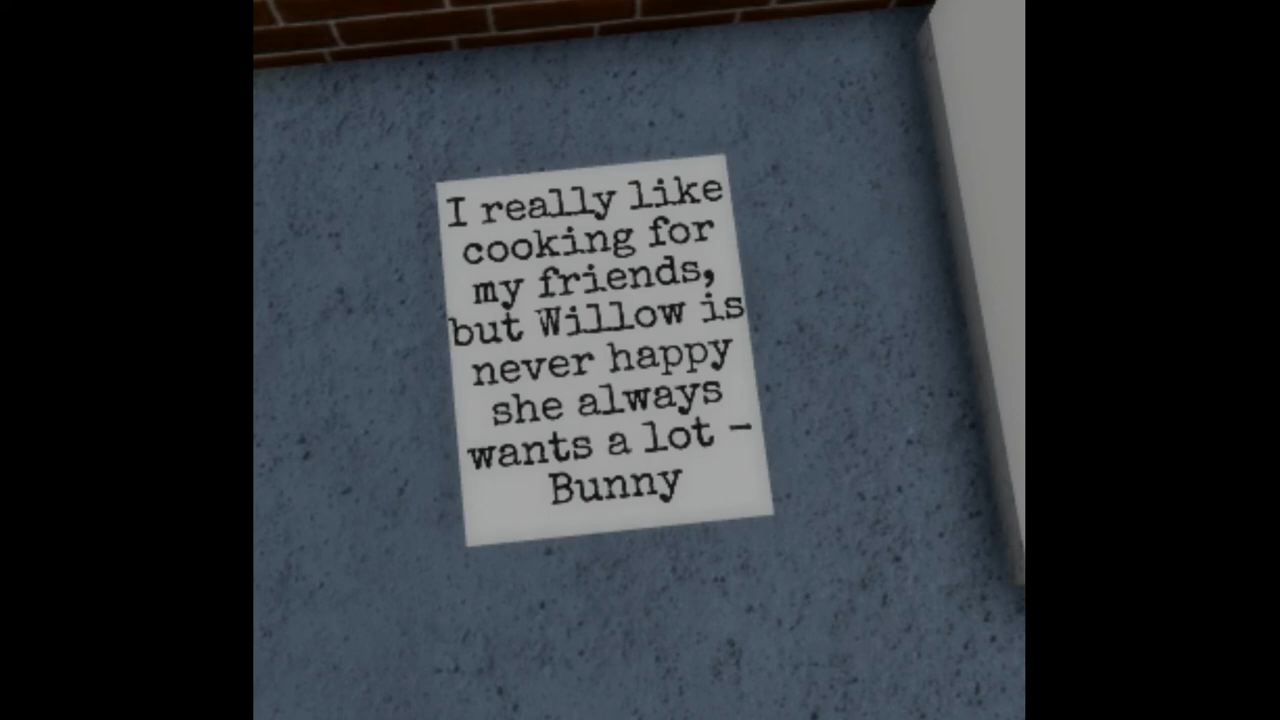 I really like
cooking for
my friends,
but Willow is
never happy
she always
wants a lot -
Bunny